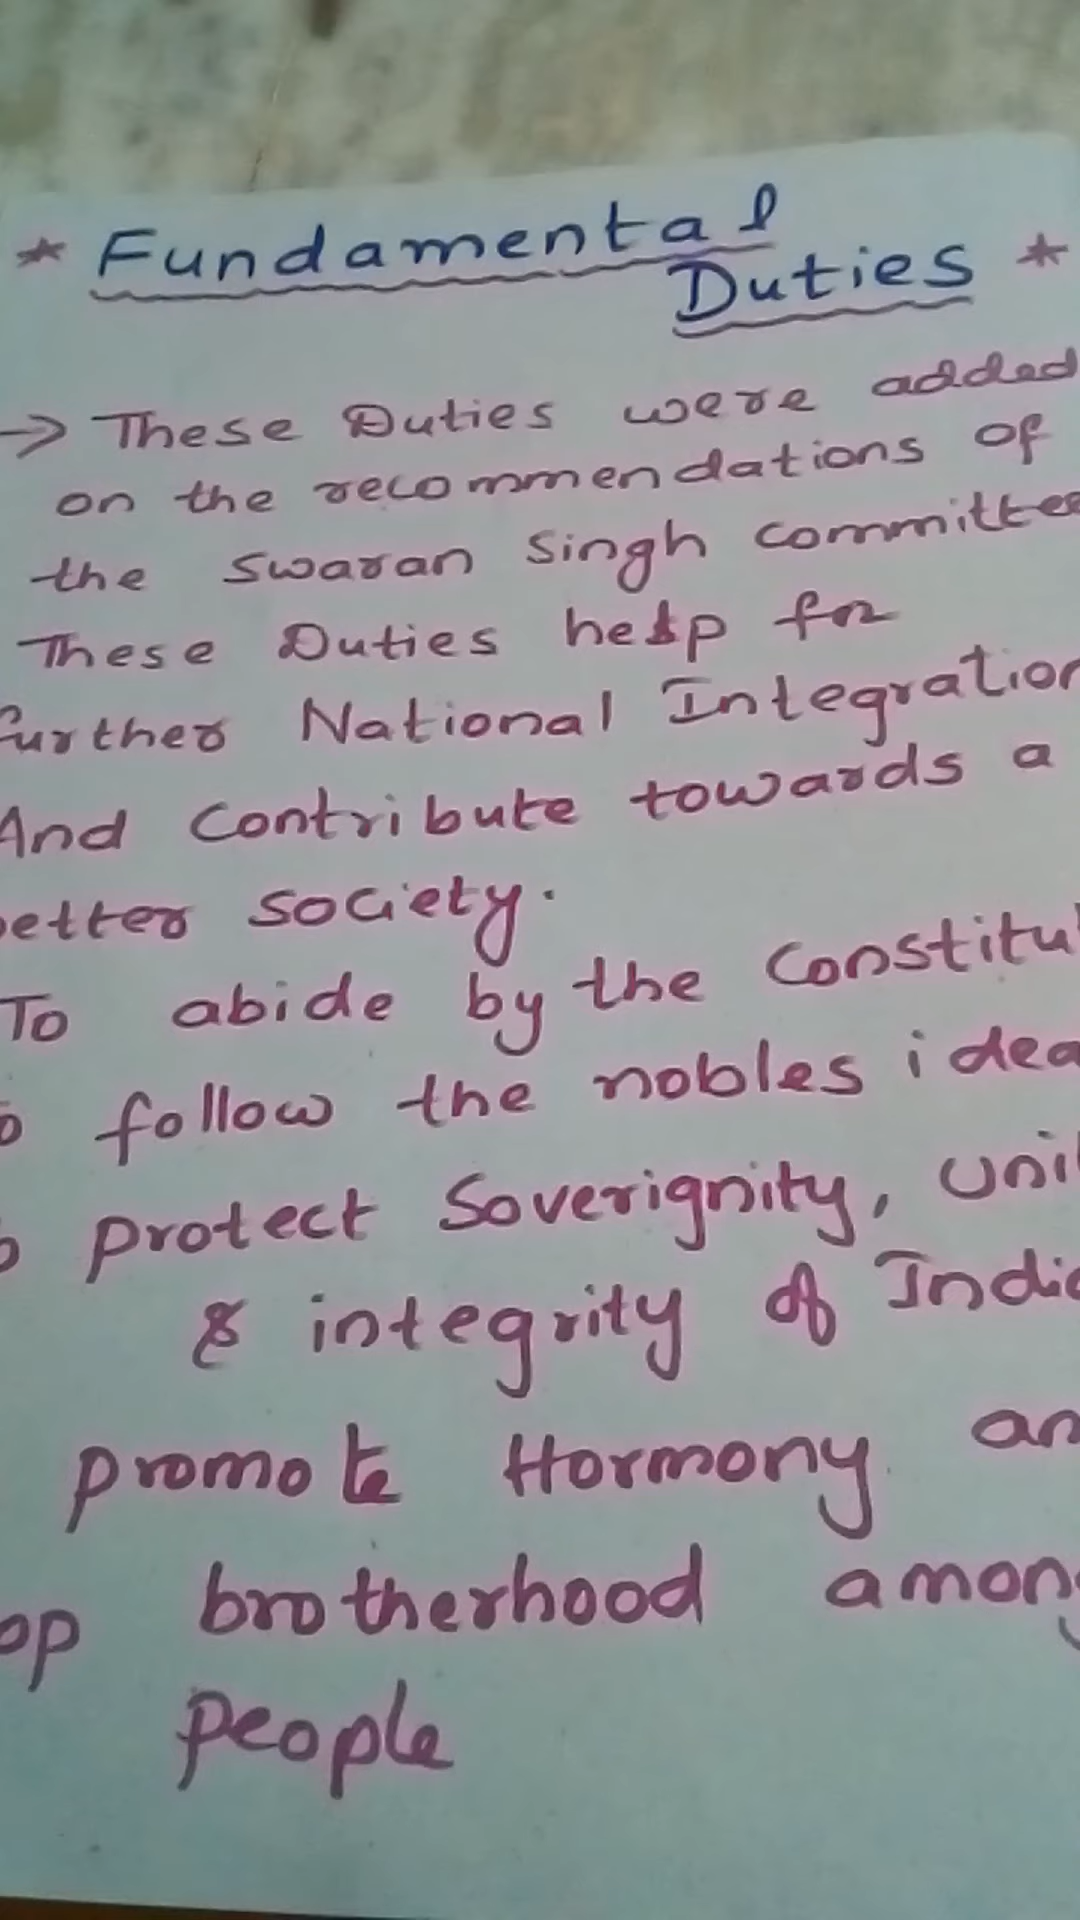 * Fundamental
Duties *
→ These Duties were added
on the recommendations of
the Swaran Singh committee
These Duties help for
further National Integration
And Contribute towards a
better society.
To abide by the Constitu
follow the nobles idea
protect Soverignity, Uni
& integrity of India
promote Hormony an
brotherhood among
people